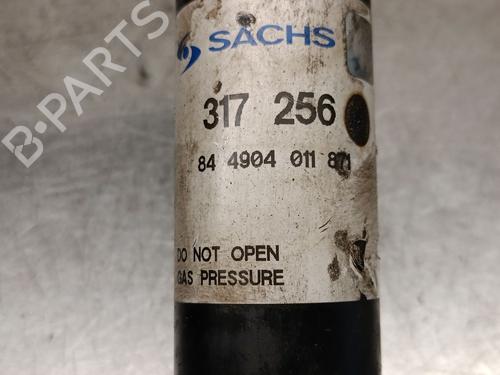 SACHS
317 256
84 4904 011 871
DO NOT OPEN
GAS PRESSURE
B-PARTS